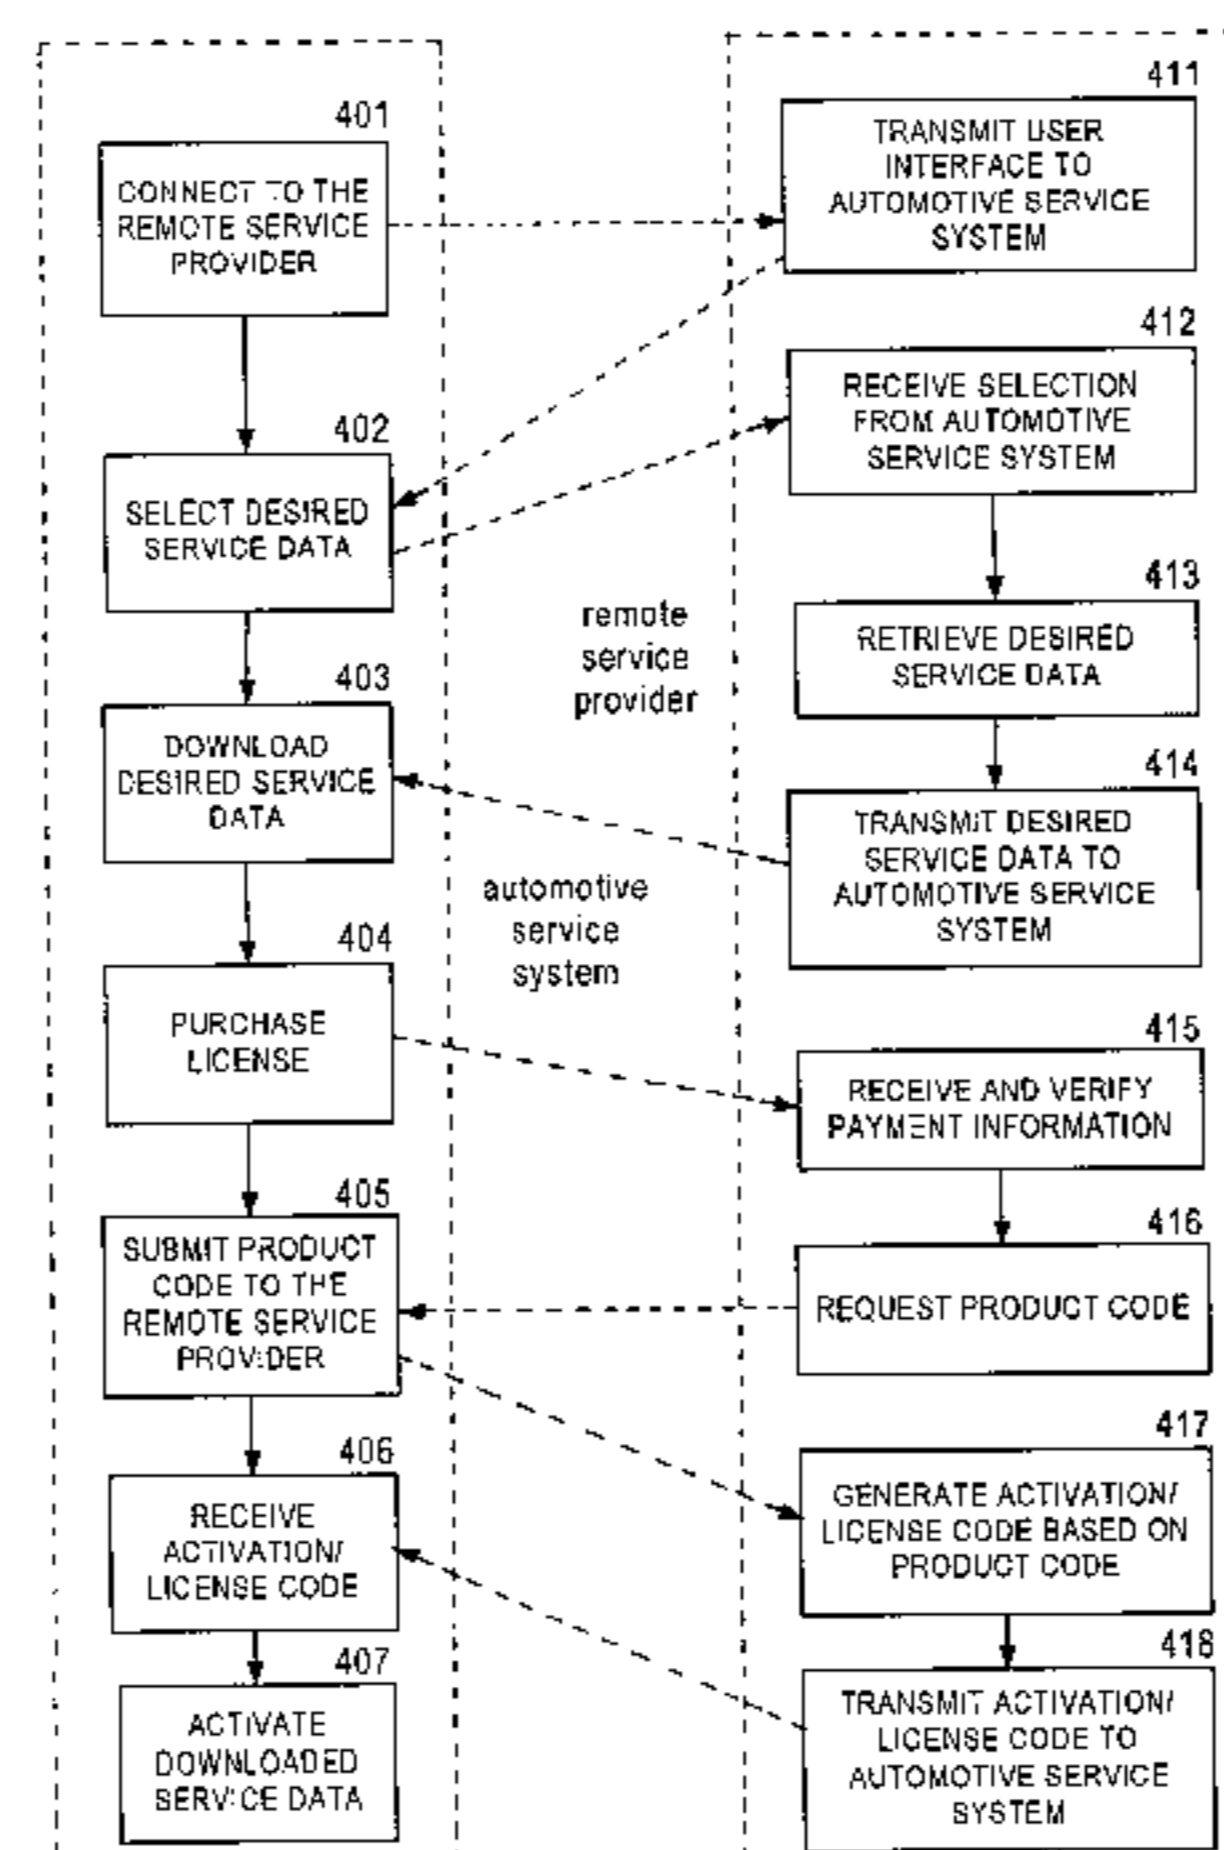 401
CONNECT TO THE
REMOTE SERVICE
PROVIDER
402
SELECT DESIRED
SERVICE DATA
403
DOWNLOAD
DESIRED SERVICE
DATA
404
PURCHASE
LICENSE
405
SUBMIT PRODUCT
CODE TO THE
REMOTE SERVICE
PROVIDER
406
RECEIVE
ACTIVATION/
LICENSE CODE
407
ACTIVATE
DOWNLOADED
SERVICE DATA
remote
service
provider
automotive
service
system
411
TRANSMIT USER
INTERFACE TO
AUTOMOTIVE SERVICE
SYSTEM
412
RECEIVE SELECTION
FROM AUTOMOTIVE
SERVICE SYSTEM
413
RETRIEVE DESIRED
SERVICE DATA
414
TRANSMIT DESIRED
SERVICE DATA TO
AUTOMOTIVE SERVICE
SYSTEM
415
RECEIVE AND VERIFY
PAYMENT INFORMATION
416
REQUEST PRODUCT CODE
417
GENERATE ACTIVATION/
LICENSE CODE BASED ON
PRODUCT CODE
418
TRANSMIT ACTIVATION/
LICENSE CODE TO
AUTOMOTIVE SERVICE
SYSTEM